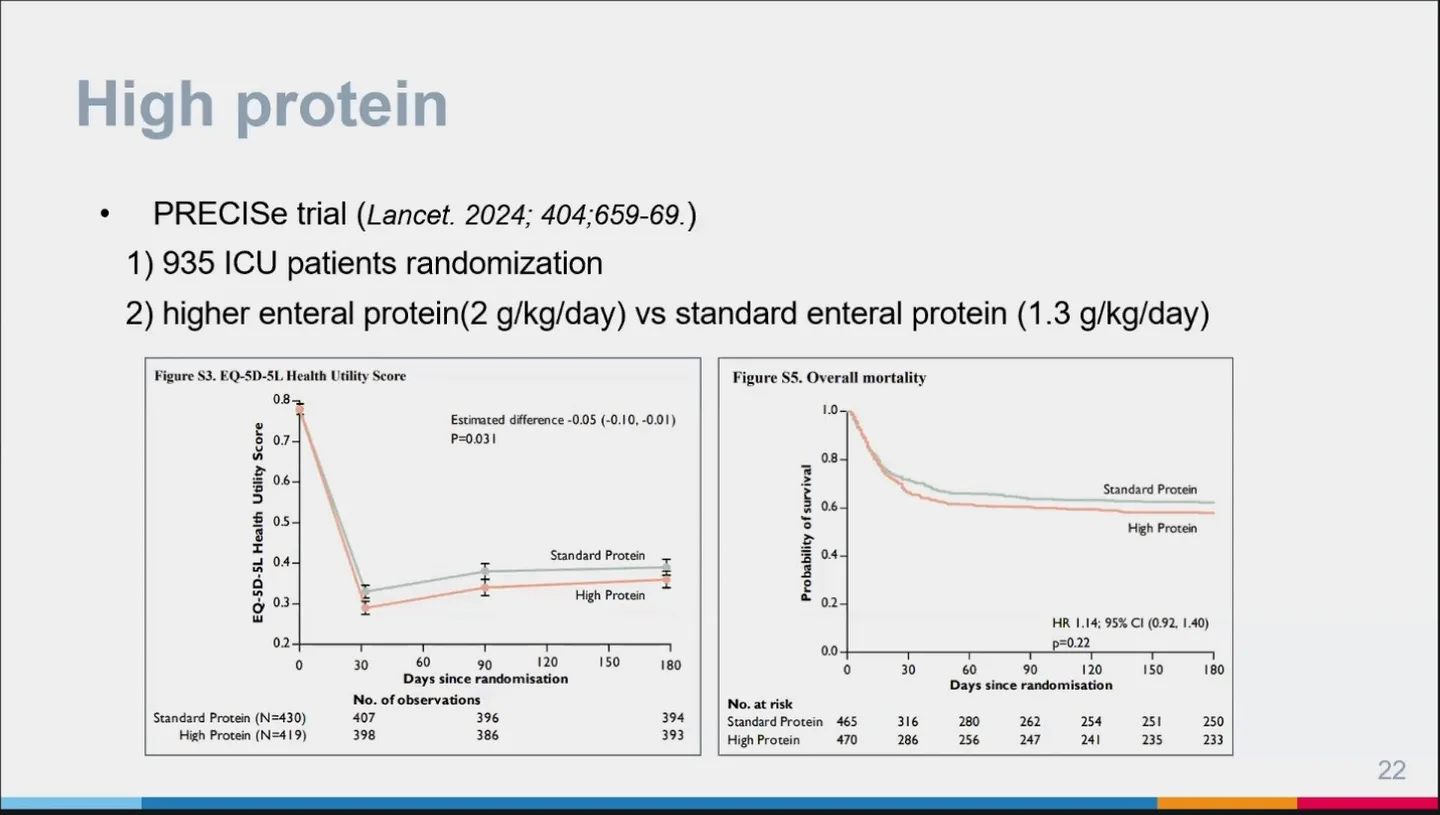 High protein
• PRECISe trial (Lancet. 2024; 404;659-69.)
1) 935 ICU patients randomization
2) higher enteral protein(2 g/kg/day) vs standard enteral protein (1.3 g/kg/day)
Figure S3. EQ-5D-5L Health Utility Score
Estimated difference -0.05 (-0.10, -0.01)
P=0.031
EQ-5D-5L Health Utility Score
0.8
0.7
0.6
0.5
0.4
0.3
0.2
Standard Protein
High Protein
0 30 60 90 120 150 180
Days since randomisation
No. of observations
Standard Protein (N=430) 407 396 394
High Protein (N=419) 398 386 393
Figure S5. Overall mortality
Probability of survival
1.0
0.8
0.6
0.4
0.2
0.0
Standard Protein
High Protein
HR 1.14; 95% CI (0.92, 1.40)
p=0.22
0 30 60 90 120 150 180
Days since randomisation
No. at risk
Standard Protein 465 316 280 262 254 251 250
High Protein 470 286 256 247 241 235 233
22